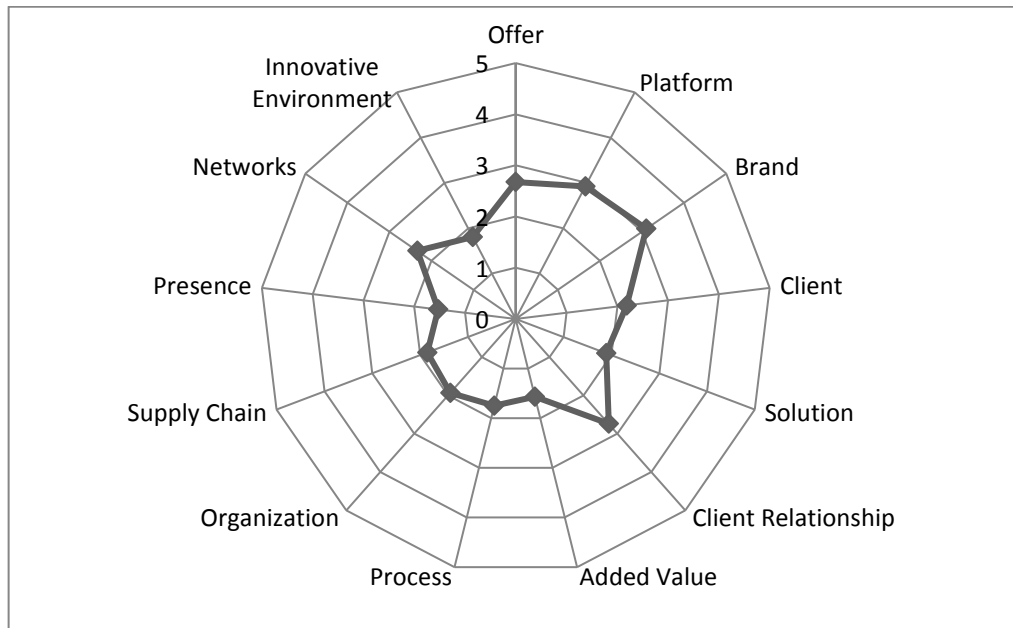 Offer
Platform
Brand
Client
Solution
Client Relationship
Added Value
Process
Organization
Supply Chain
Presence
Networks
Innovative
Environment
5
4
3
2
1
0